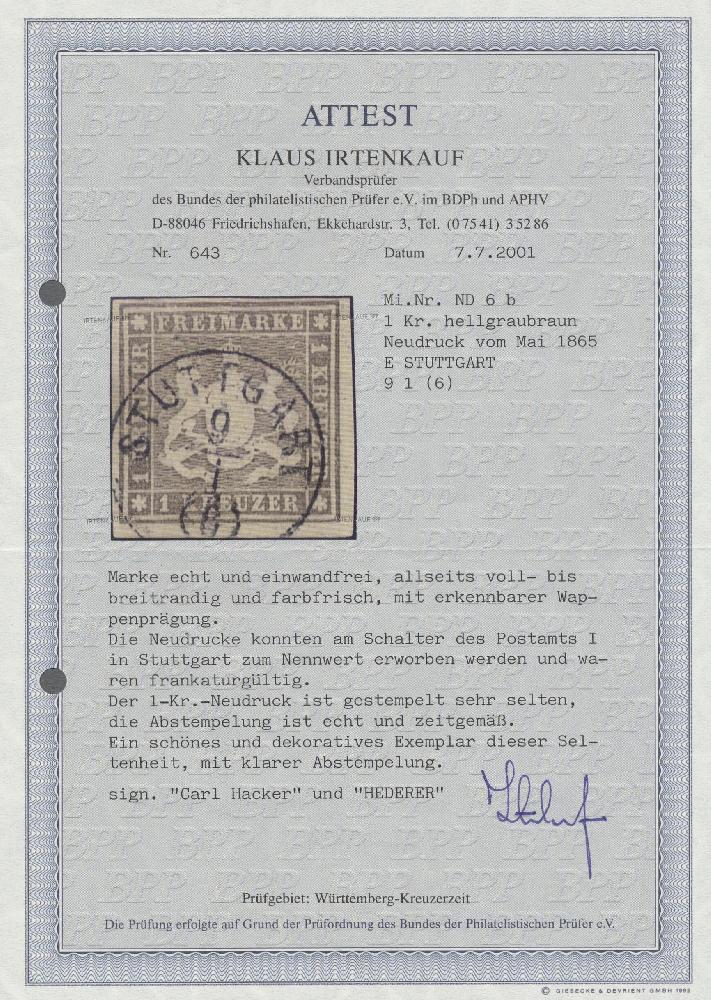 ATTEST
KLAUS IRTENKAUF
Verbandsprüfer
des Bundes der philatelistischen Prüfer e.V. im BDPh und APHV
D-88046 Friedrichshafen, Ekkehardstr. 3, Tel. (07541) 35286
Nr. 643 Datum 7.7.2001
Mi.Nr. ND 6 b
1 Kr. hellgraubraun
Neudruck vom Mai 1865
E STUTTGART
9 1 (6)
FREIMARKE
STUTTGART
9
1
(6)
1 KREUZER
Marke echt und einwandfrei, allseits voll- bis
breitrandig und farbfrisch, mit erkennbarer Wap-
penprägung.
Die Neudrucke konnten am Schalter des Postamts I
in Stuttgart zum Nennwert erworben werden und wa-
ren frankaturgültig.
Der 1-Kr.-Neudruck ist gestempelt sehr selten,
die Abstempelung ist echt und zeitgemäß.
Ein schönes und dekoratives Exemplar dieser Sel-
tenheit, mit klarer Abstempelung.
sign. "Carl Hacker" und "HEDERER"
Prüfgebiet: Württemberg-Kreuzerzeit
Die Prüfung erfolgte auf Grund der Prüfordnung des Bundes der Philatelistischen Prüfer e.V.
© GIESECKE & DEVRIENT GMBH 1993